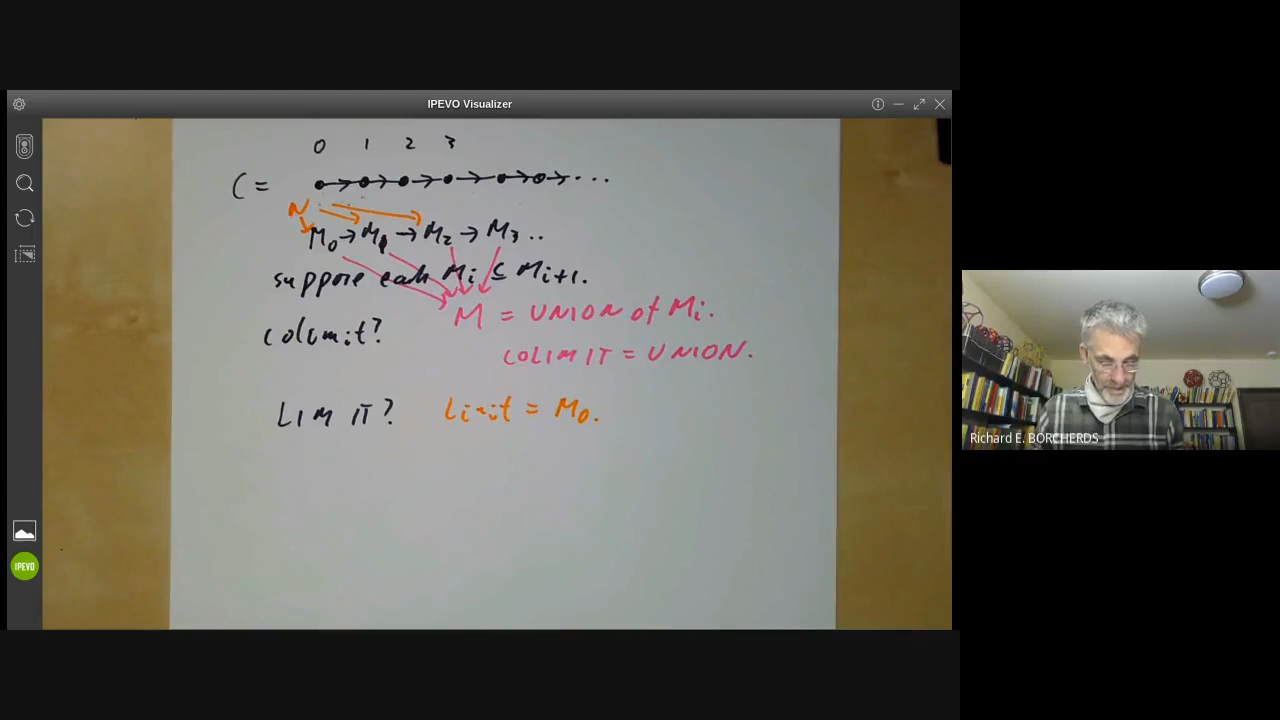 IPEVO Visualizer
0 1 2 3
C = ...
N
M₀ → M₁ → M₂ → M₃ ..
suppose each Mᵢ ⊆ Mᵢ₊₁.
colimit?
M = UNION of Mᵢ.
COLIMIT = UNION.
LIMIT?
Limit = M₀.
Richard E. BORCHERDS
IPEVO